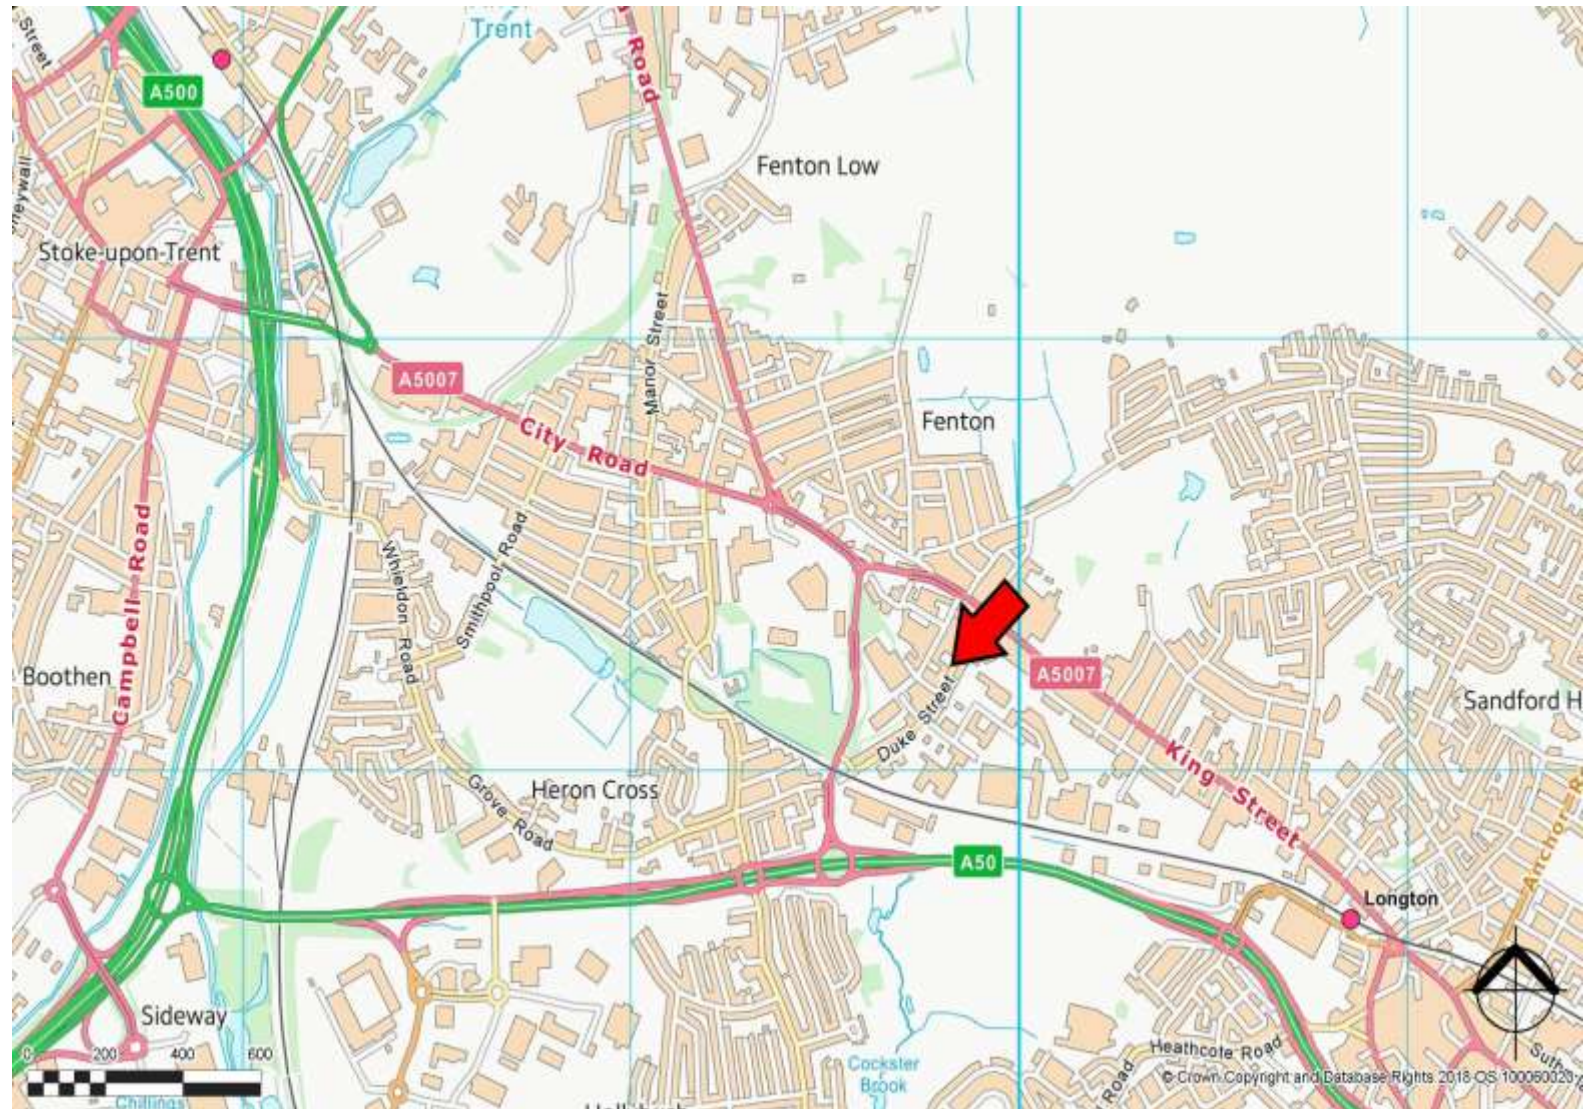 Trent
Road
Street
A500
Fenton Low
Stoke-upon-Trent
Manor Street
A5007
City Road
Fenton
Campbell Road
Whieldon Road
Smithpool Road
Boothen
A5007
Sandford H
Duke Street
King Street
Heron Cross
Grove Road
A50
Anchor R
Longton
Sideway
0 200 400 600
Cockster
Brook
Heathcote Road
Road
© Crown Copyright and Database Rights 2018 OS 100060020